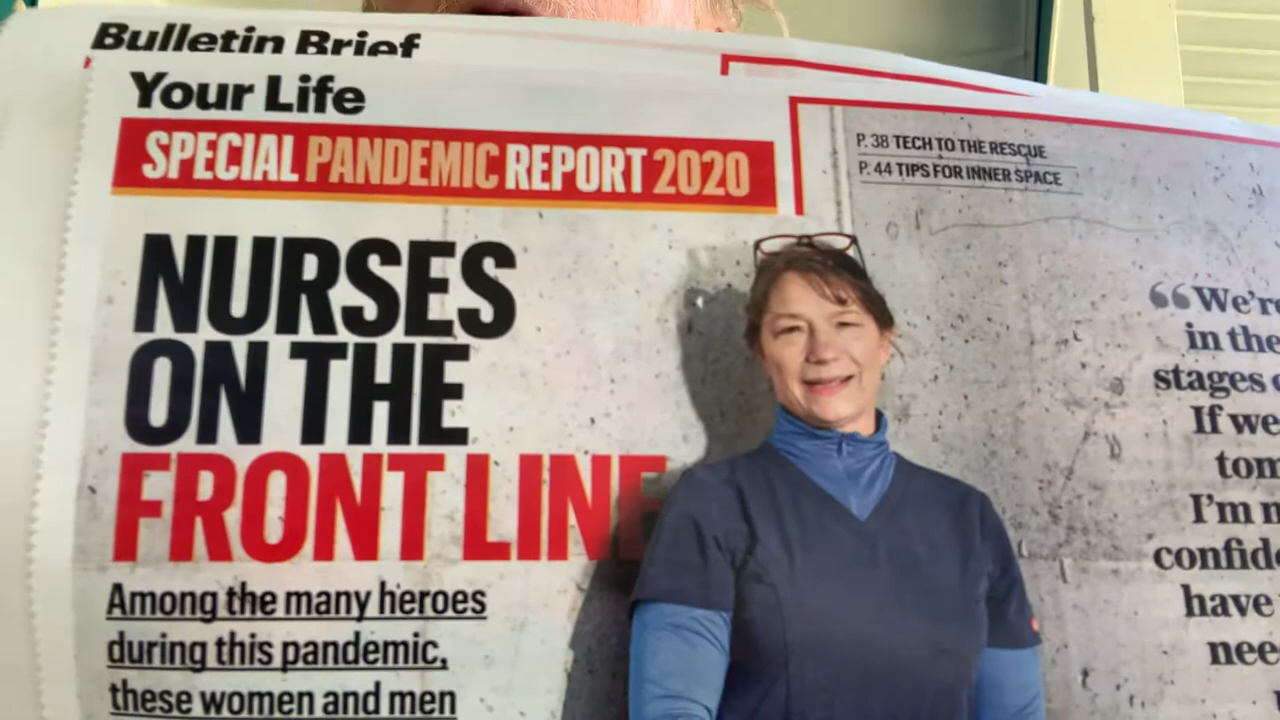 Bulletin Brief
Your Life
SPECIAL PANDEMIC REPORT 2020
P. 38 TECH TO THE RESCUE
P. 44 TIPS FOR INNER SPACE
NURSES
ON THE
FRONT LINE
Among the many heroes
during this pandemic,
these women and men
“We’r
in the
stages
If we
I’m
have